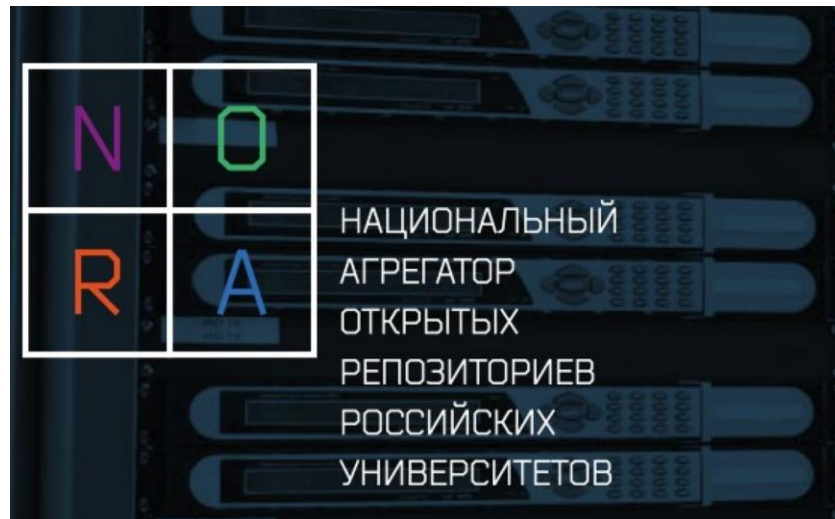 N O
R A
НАЦИОНАЛЬНЫЙ
АГРЕГАТОР
ОТКРЫТЫХ
РЕПОЗИТОРИЕВ
РОССИЙСКИХ
УНИВЕРСИТЕТОВ